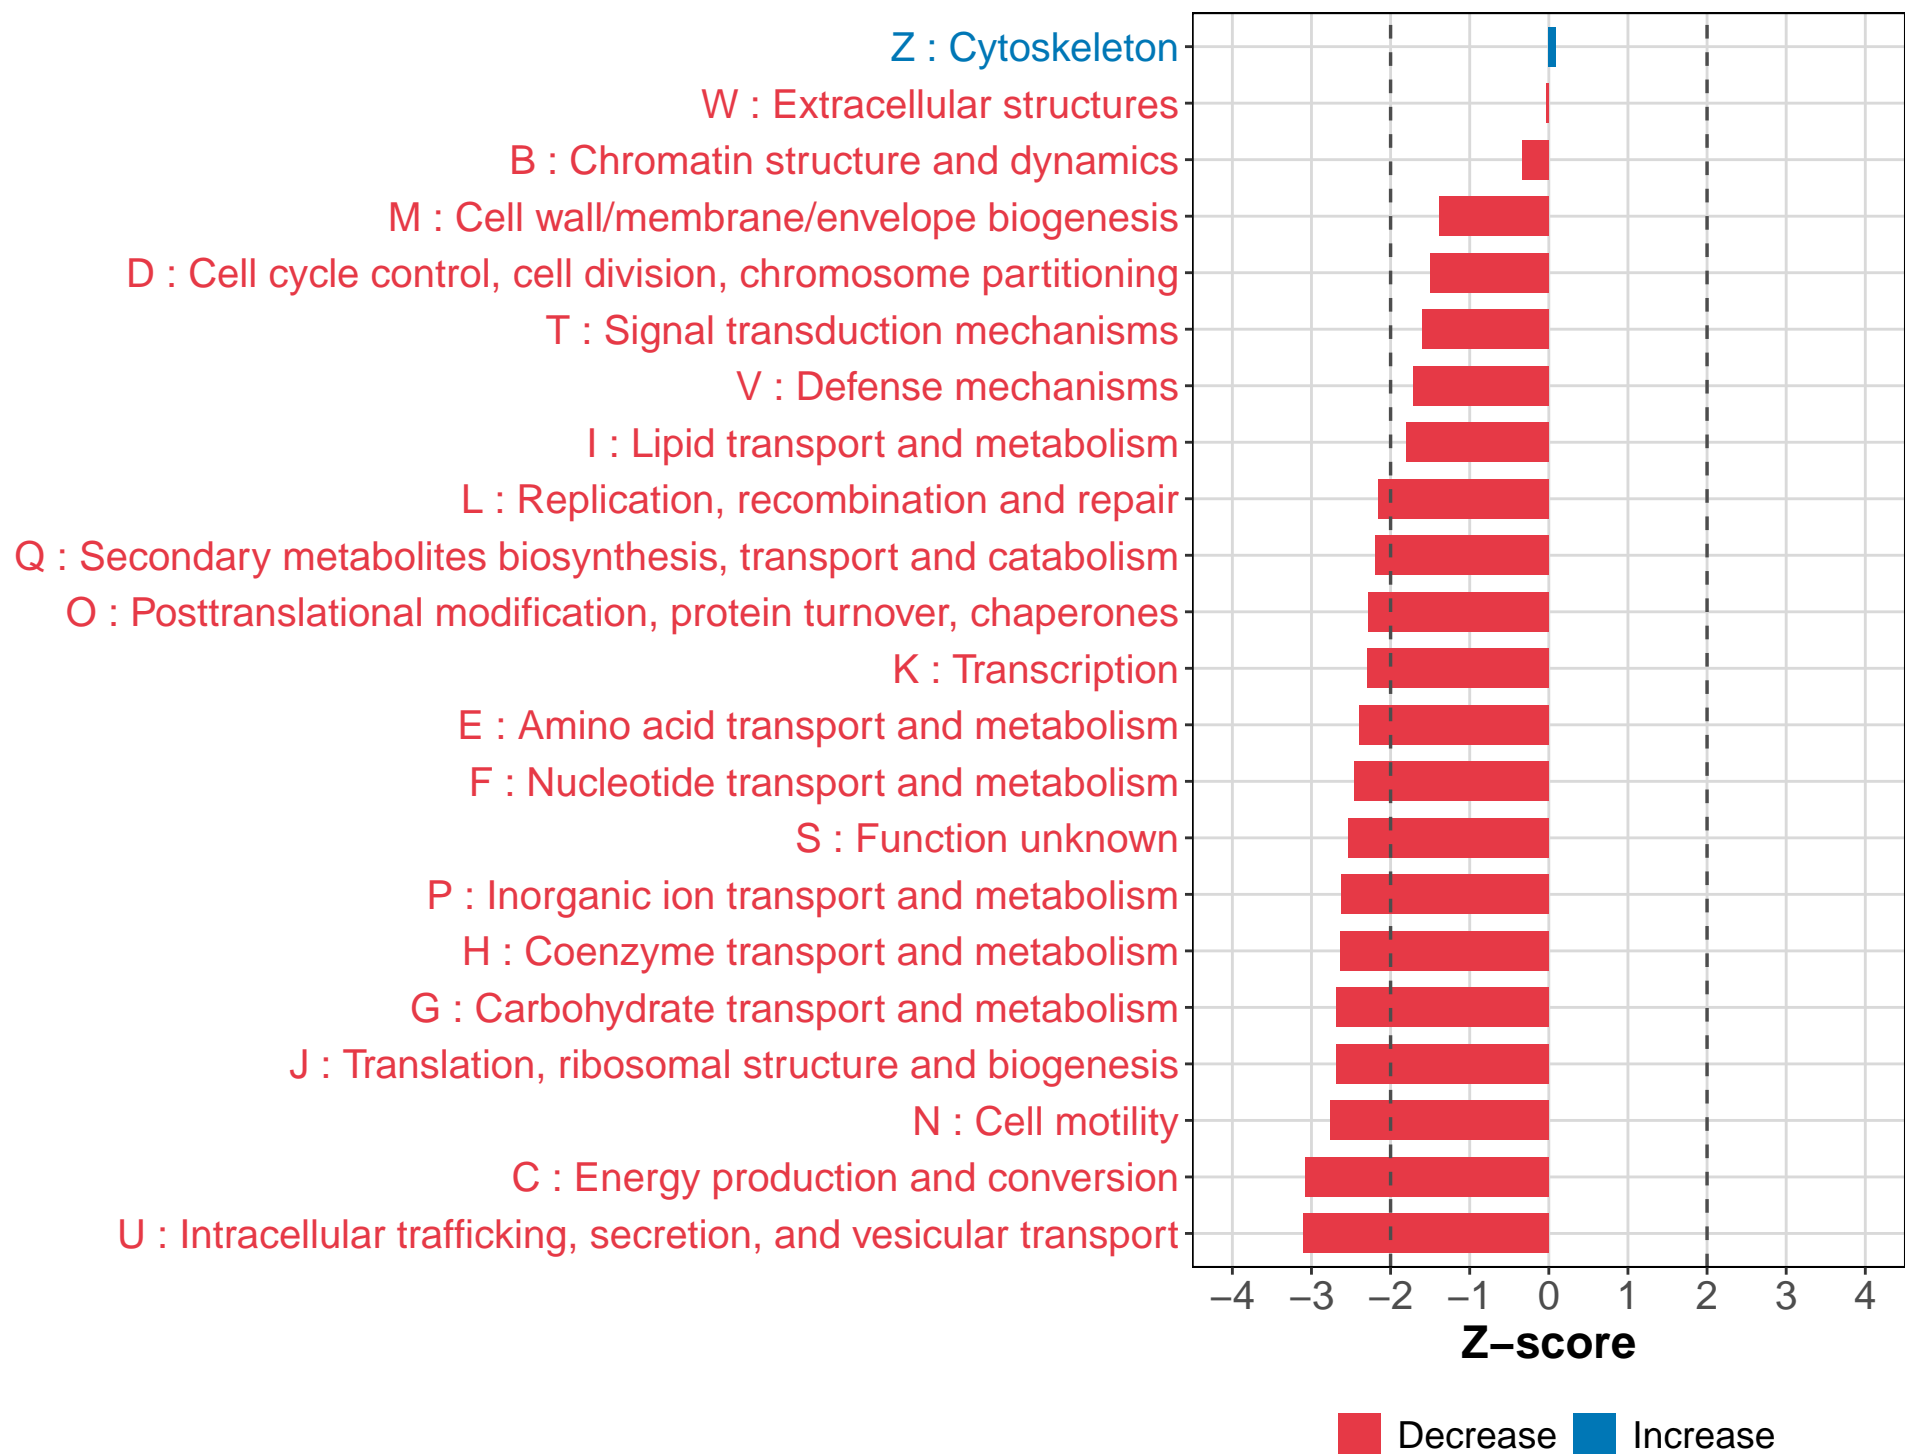 Z : Cytoskeleton
W : Extracellular structures
B : Chromatin structure and dynamics
M : Cell wall/membrane/envelope biogenesis
D : Cell cycle control, cell division, chromosome partitioning
T : Signal transduction mechanisms
V : Defense mechanisms
I : Lipid transport and metabolism
L : Replication, recombination and repair
Q : Secondary metabolites biosynthesis, transport and catabolism
O : Posttranslational modification, protein turnover, chaperones
K : Transcription
E : Amino acid transport and metabolism
F : Nucleotide transport and metabolism
S : Function unknown
P : Inorganic ion transport and metabolism
H : Coenzyme transport and metabolism
G : Carbohydrate transport and metabolism
J : Translation, ribosomal structure and biogenesis
N : Cell motility
C : Energy production and conversion
U : Intracellular trafficking, secretion, and vesicular transport
−4 −3 −2 −1 0 1 2 3 4
Z−score
Decrease Increase